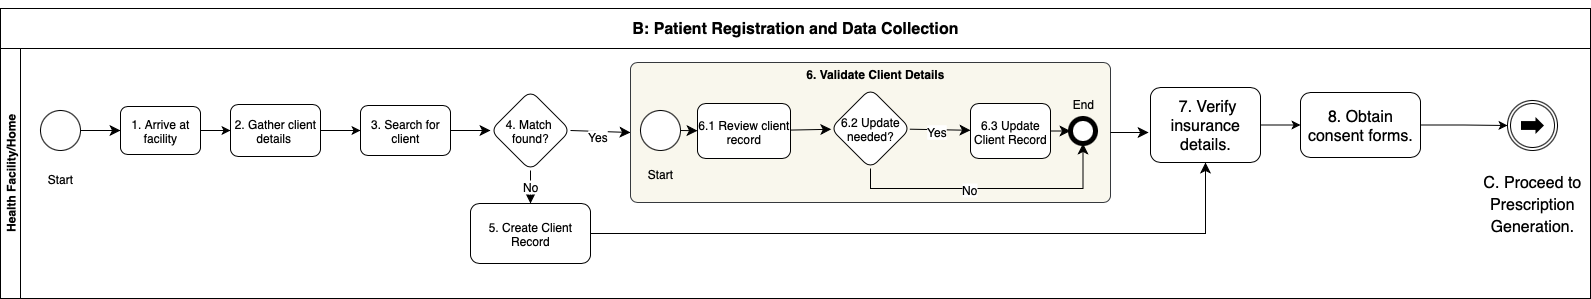 B: Patient Registration and Data Collection
Health Facility/Home
Start
1. Arrive at
facility
2. Gather client
details
3. Search for
client
4. Match
found?
Yes
No
5. Create Client
Record
6. Validate Client Details
Start
6.1 Review client
record
6.2 Update
needed?
Yes
No
6.3 Update
Client Record
End
7. Verify
insurance
details.
8. Obtain
consent forms.
C. Proceed to
Prescription
Generation.